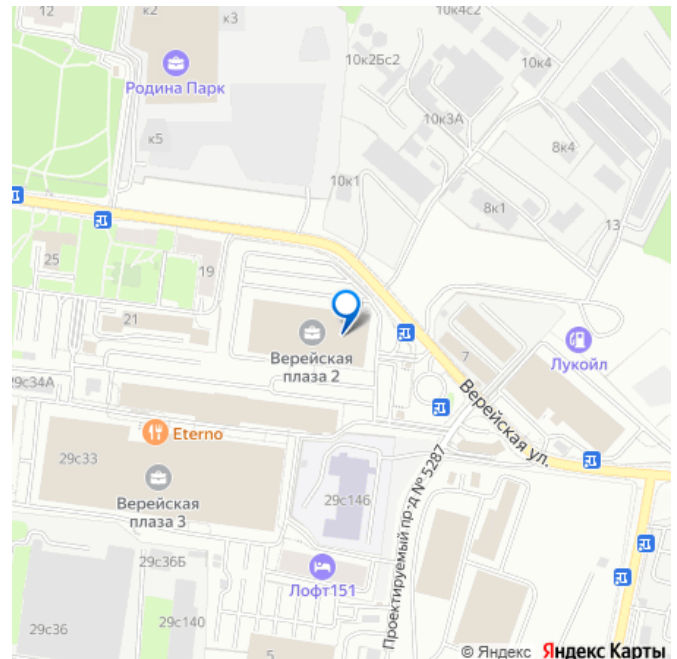 12
к2
к3
10к4с2
Родина Парк
10к2Бс2
10к4
10к3А
к5
8к4
10к1
8к1
13
25
19
21
Верейская
плаза 2
7
Лукойл
29с34А
Верейская ул.
Eterno
29с33
Верейская
плаза 3
29с146
Проектируемый пр-д № 5287
29с36Б
Лофт151
29с36
29с140
5
© Яндекс Яндекс Карты